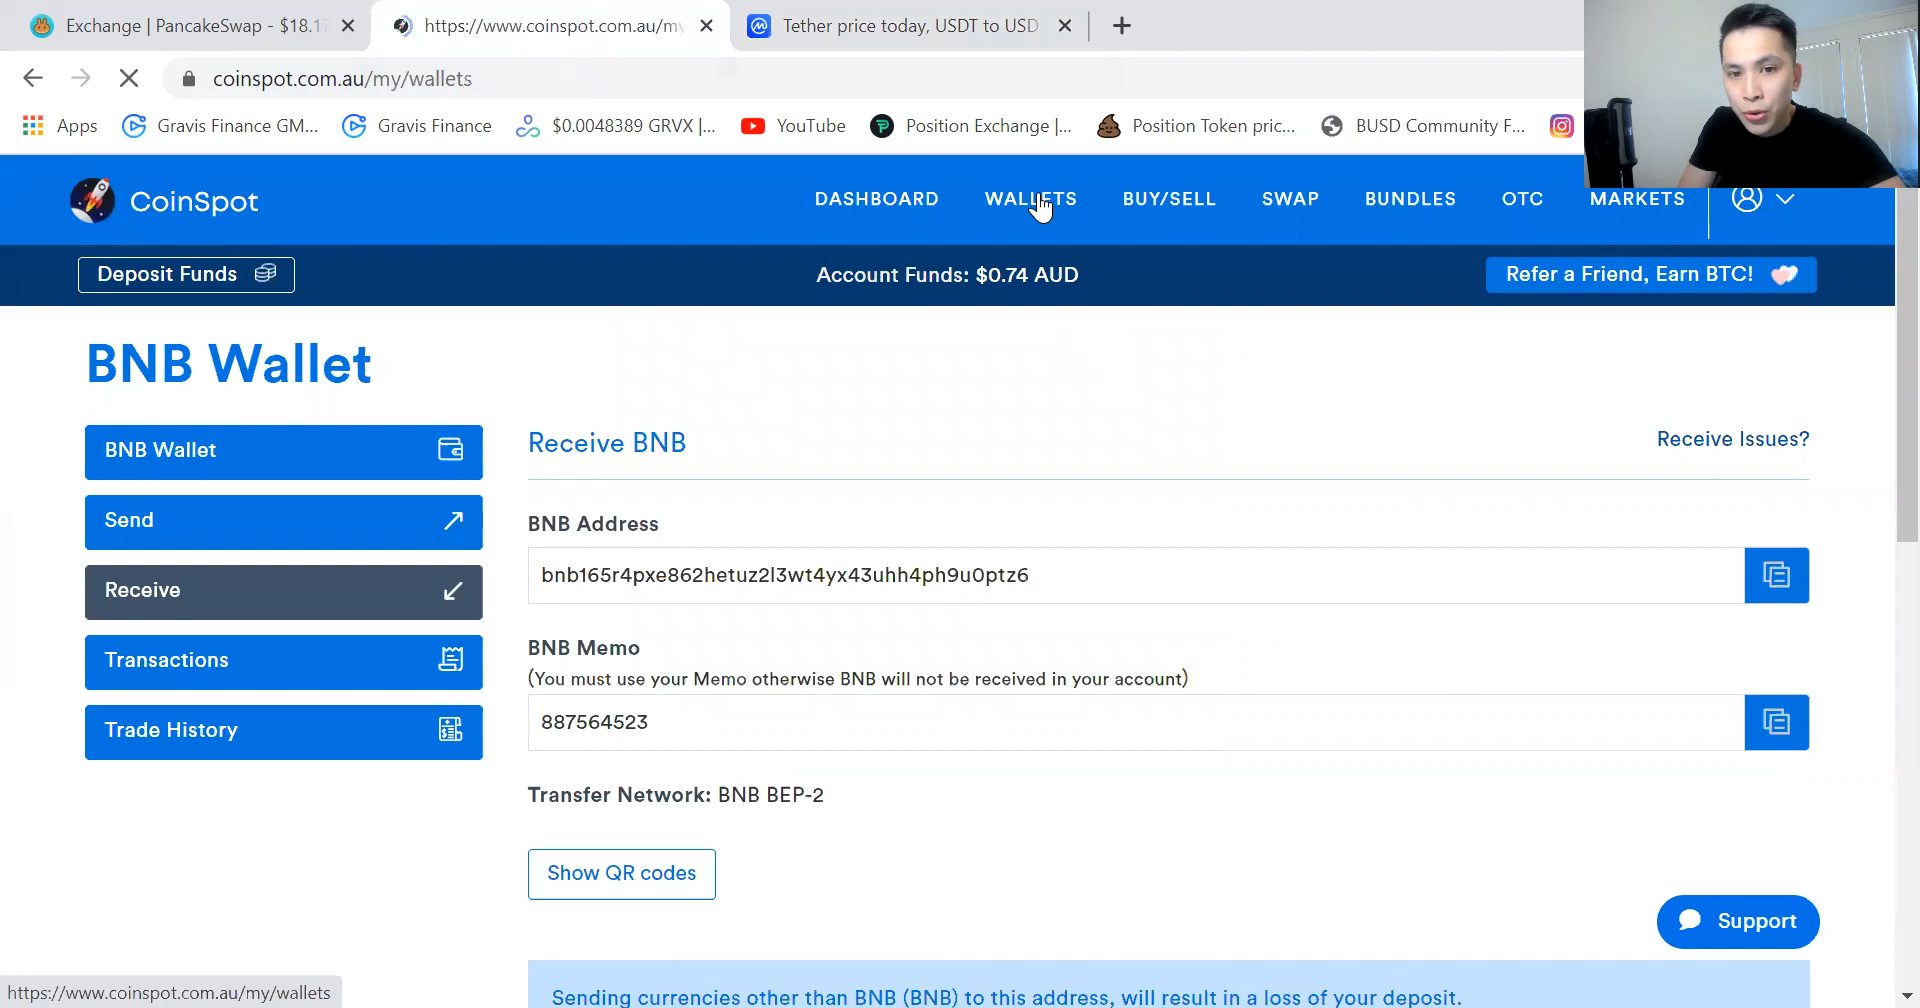 Exchange | PancakeSwap - $18.17
https://www.coinspot.com.au/my
Tether price today, USDT to USD
coinspot.com.au/my/wallets
Apps
Gravis Finance GM...
Gravis Finance
$0.0048389 GRVX |...
YouTube
Position Exchange |...
Position Token pric...
BUSD Community F...
CoinSpot
DASHBOARD
WALLETS
BUY/SELL
SWAP
BUNDLES
OTC
MARKETS
Deposit Funds
Account Funds: $0.74 AUD
Refer a Friend, Earn BTC!
BNB Wallet
BNB Wallet
Send
Receive
Transactions
Trade History
Receive BNB
Receive Issues?
BNB Address
bnb165r4pxe862hetuz2l3wt4yx43uhh4ph9u0ptz6
BNB Memo
(You must use your Memo otherwise BNB will not be received in your account)
887564523
Transfer Network: BNB BEP-2
Show QR codes
Support
Sending currencies other than BNB (BNB) to this address, will result in a loss of your deposit.
https://www.coinspot.com.au/my/wallets